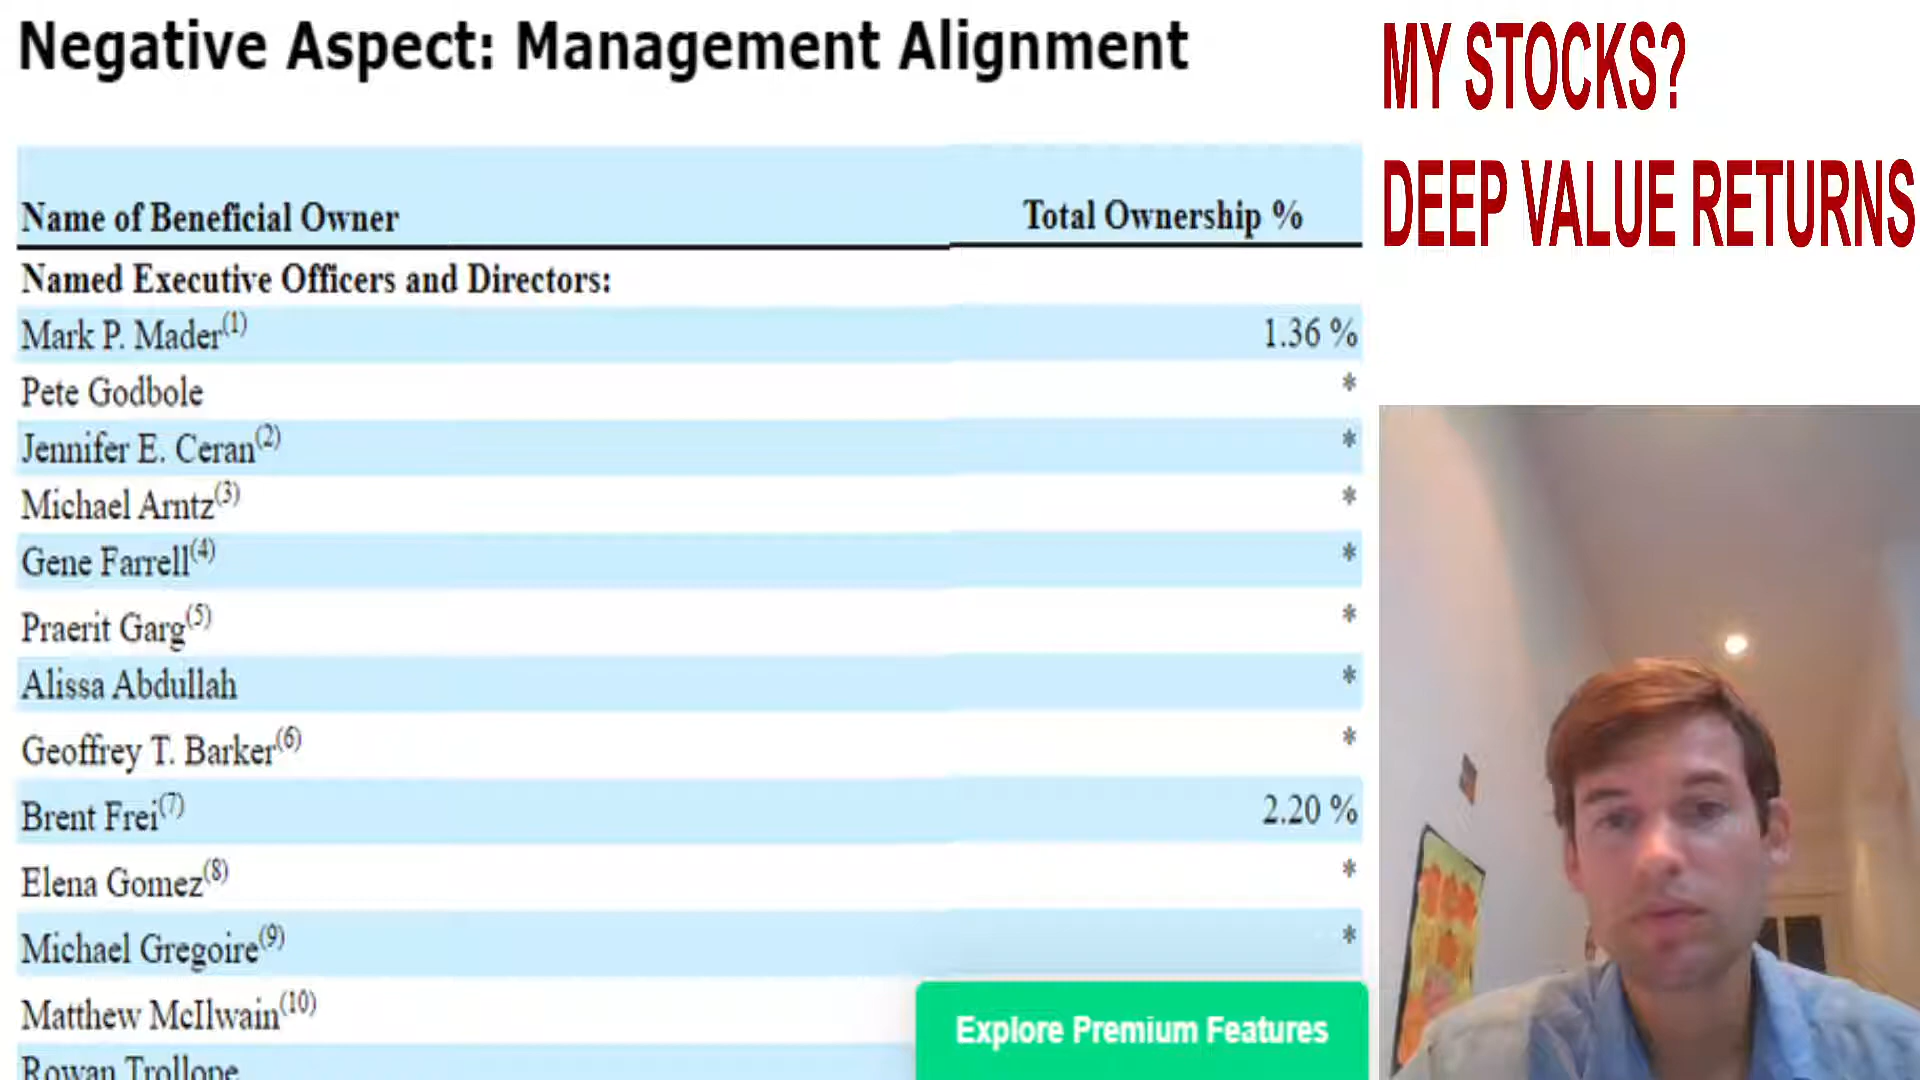 Negative Aspect: Management Alignment
MY STOCKS?
DEEP VALUE RETURNS
Name of Beneficial Owner Total Ownership %
Named Executive Officers and Directors:
Mark P. Mader(1) 1.36 %
Pete Godbole *
Jennifer E. Ceran(2) *
Michael Arntz(3) *
Gene Farrell(4) *
Praerit Garg(5) *
Alissa Abdullah *
Geoffrey T. Barker(6) *
Brent Frei(7) 2.20 %
Elena Gomez(8) *
Michael Gregoire(9) *
Matthew McIlwain(10)
Explore Premium Features
Rowan Trollope